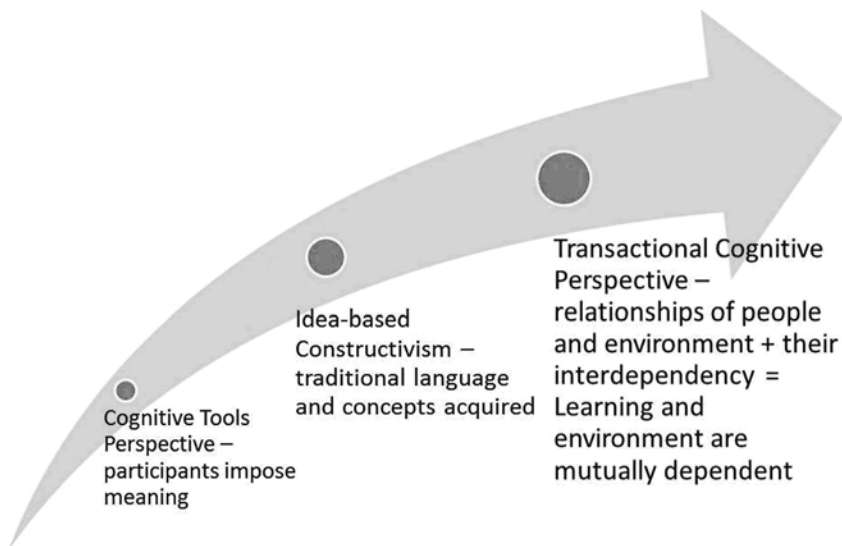 Cognitive Tools
Perspective –
participants impose
meaning
Idea-based
Constructivism –
traditional language
and concepts acquired
Transactional Cognitive
Perspective –
relationships of people
and environment + their
interdependency =
Learning and
environment are
mutually dependent